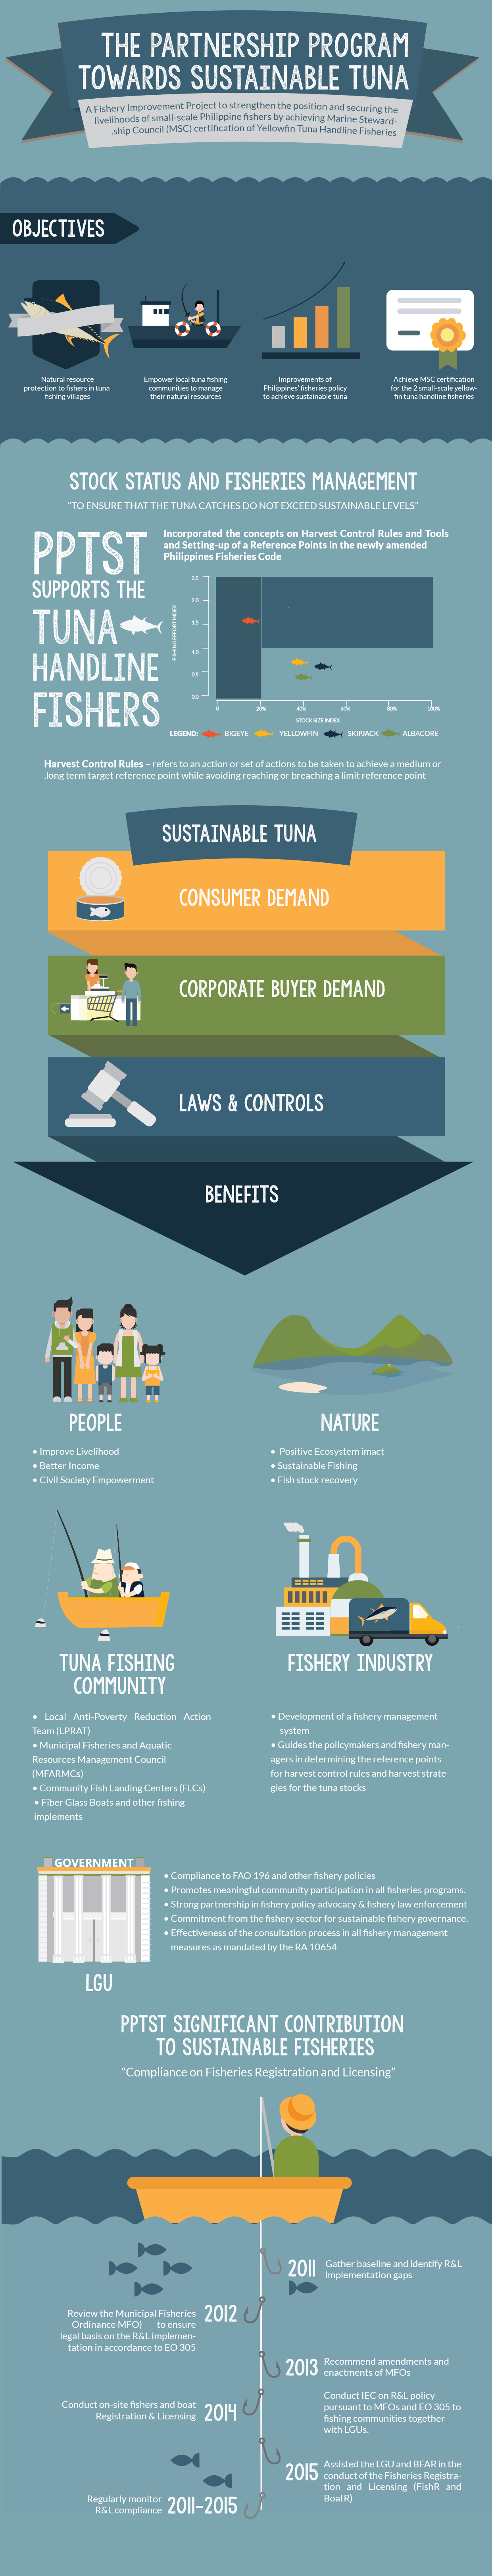 THE PARTNERSHIP PROGRAM
TOWARDS SUSTAINABLE TUNA
A Fishery Improvement Project to strengthen the position and securing the
livelihoods of small-scale Philippine fishers by achieving Marine Steward-
.ship Council (MSC) certification of Yellowfin Tuna Handline Fisheries
OBJECTIVES
Natural resource
protection to fishers in tuna
fishing villages
Empower local tuna fishing
communities to manage
their natural resources
Improvements of
Philippines' fisheries policy
to achieve sustainable tuna
Achieve MSC certification
for the 2 small-scale yellow-
fin tuna handline fisheries
STOCK STATUS AND FISHERIES MANAGEMENT
"TO ENSURE THAT THE TUNA CATCHES DO NOT EXCEED SUSTAINABLE LEVELS"
PPTST
SUPPORTS THE
TUNA
HANDLINE
FISHERS
Incorporated the concepts on Harvest Control Rules and Tools
and Setting-up of a Reference Points in the newly amended
Philippines Fisheries Code
FISHING EFFORT INDEX
2.5
2.0
1.5
1.0
0.5
0.0
0 20% 40% 60% 80% 100%
STOCK SIZE INDEX
LEGEND: BIGEYE YELLOWFIN SKIPJACK ALBACORE
Harvest Control Rules – refers to an action or set of actions to be taken to achieve a medium or
.long term target reference point while avoiding reaching or breaching a limit reference point
SUSTAINABLE TUNA
CONSUMER DEMAND
CORPORATE BUYER DEMAND
LAWS & CONTROLS
BENEFITS
PEOPLE
• Improve Livelihood
• Better Income
• Civil Society Empowerment
NATURE
• Positive Ecosystem imact
• Sustainable Fishing
• Fish stock recovery
TUNA FISHING
COMMUNITY
• Local Anti-Poverty Reduction Action
Team (LPRAT)
• Municipal Fisheries and Aquatic
Resources Management Council
(MFARMCs)
• Community Fish Landing Centers (FLCs)
• Fiber Glass Boats and other fishing
implements
FISHERY INDUSTRY
• Development of a fishery management
system
• Guides the policymakers and fishery man-
agers in determining the reference points
for harvest control rules and harvest strate-
gies for the tuna stocks
GOVERNMENT
LGU
• Compliance to FAO 196 and other fishery policies
• Promotes meaningful community participation in all fisheries programs.
• Strong partnership in fishery policy advocacy & fishery law enforcement
• Commitment from the fishery sector for sustainable fishery governance.
• Effectiveness of the consultation process in all fishery management
measures as mandated by the RA 10654
PPTST SIGNIFICANT CONTRIBUTION
TO SUSTAINABLE FISHERIES
"Compliance on Fisheries Registration and Licensing"
2011
Gather baseline and identify R&L
implementation gaps
2012
Review the Municipal Fisheries
Ordinance MFO) to ensure
legal basis on the R&L implemen-
tation in accordance to EO 305
2013
Recommend amendments and
enactments of MFOs
2014
Conduct on-site fishers and boat
Registration & Licensing
Conduct IEC on R&L policy
pursuant to MFOs and EO 305 to
fishing communities together
with LGUs.
2015
Assisted the LGU and BFAR in the
conduct of the Fisheries Registra-
tion and Licensing (FishR and
BoatR)
2011-2015
Regularly monitor
R&L compliance